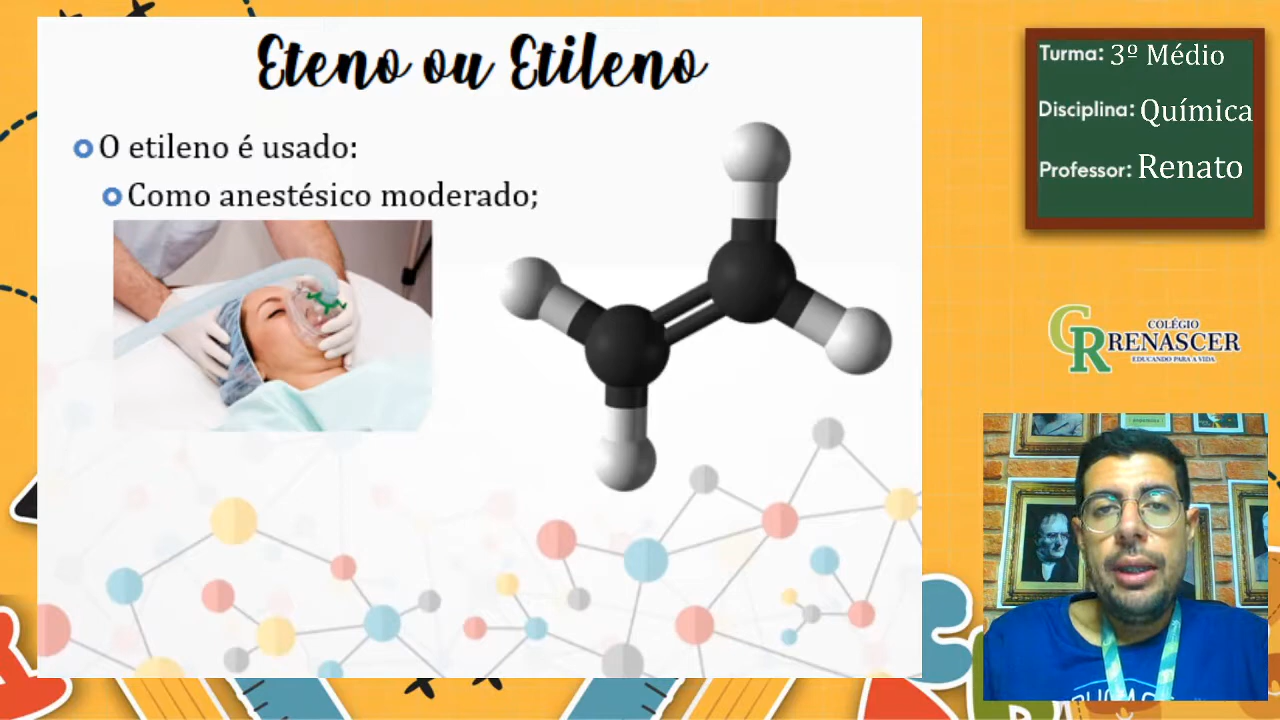 Eteno ou Etileno
O etileno é usado:
Como anestésico moderado;
Turma: 3º Médio
Disciplina: Química
Professor: Renato
CR
COLÉGIO
RENASCER
EDUCANDO PARA A VIDA